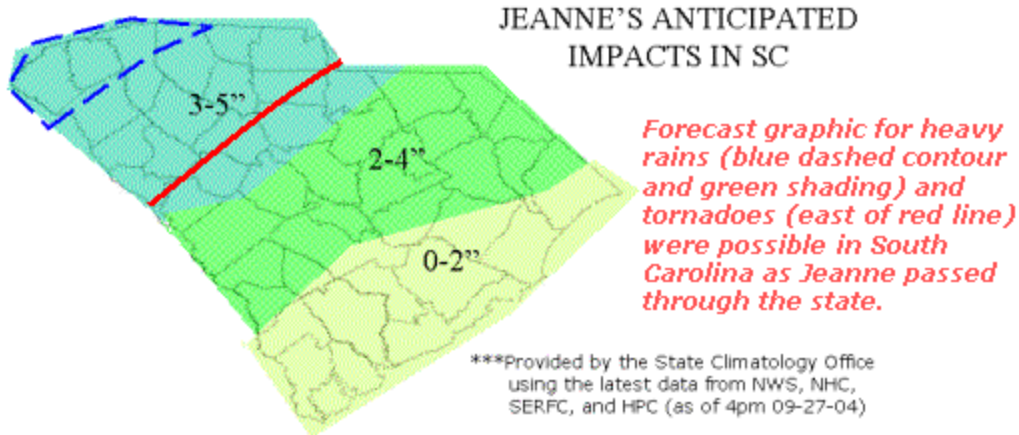 JEANNE'S ANTICIPATED
IMPACTS IN SC
3-5”
2-4”
0-2”
Forecast graphic for heavy
rains (blue dashed contour
and green shading) and
tornadoes (east of red line)
were possible in South
Carolina as Jeanne passed
through the state.
***Provided by the State Climatology Office
using the latest data from NWS, NHC,
SERFC, and HPC (as of 4pm 09-27-04)